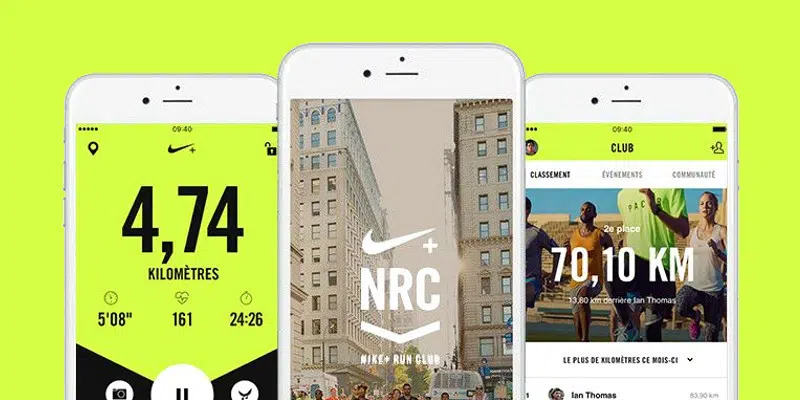 09:40
4,74
KILOMÈTRES
5'08"
161
24:26
NRC
NIKE+ RUN CLUB
09:40
CLUB
CLASSEMENT
ÉVÉNEMENTS
COMMUNAUTÉ
PACER
2e place
70,10 KM
13,80 km derrière Ian Thomas
LE PLUS DE KILOMÈTRES CE MOIS-CI
1
Ian Thomas
83,90 km